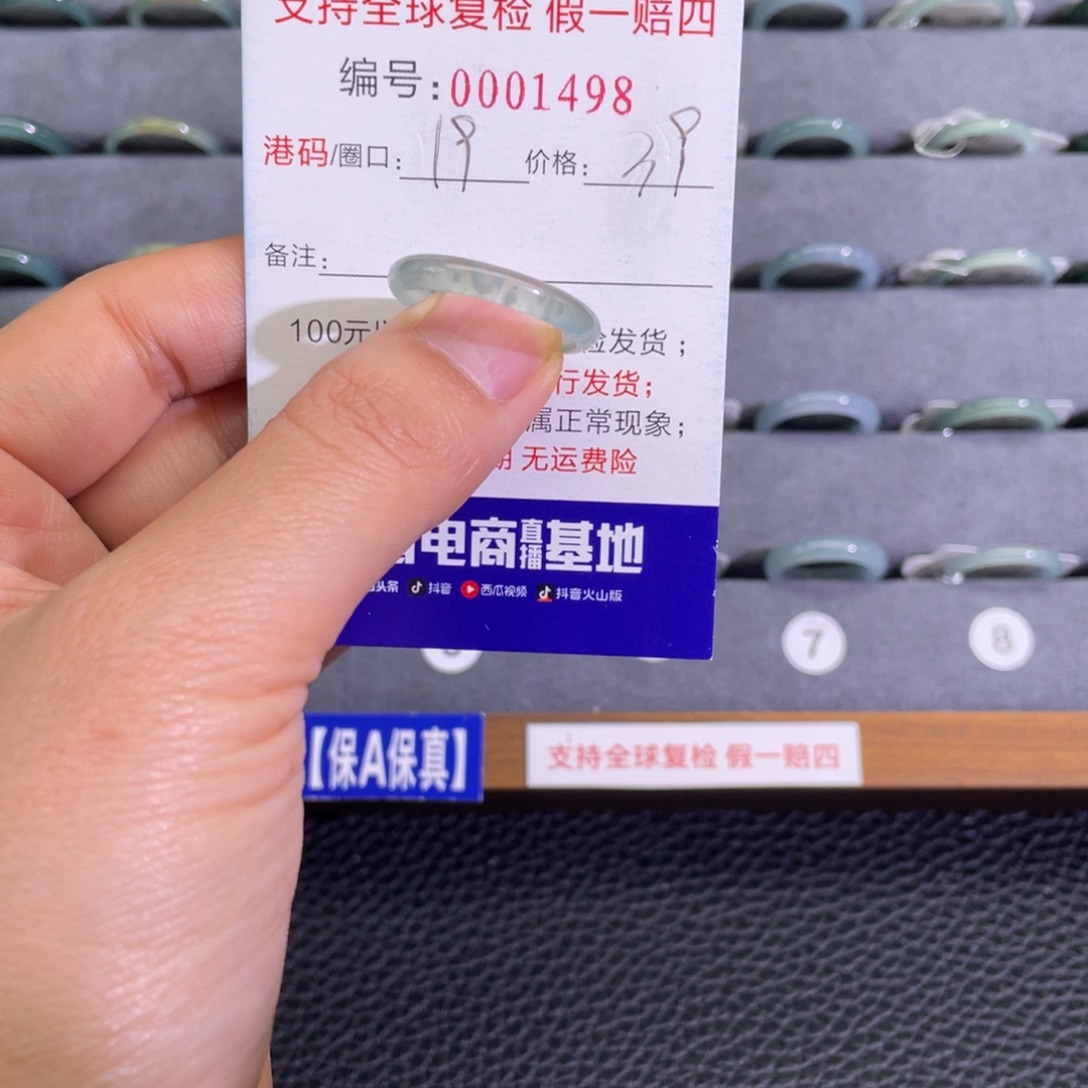 支持全球复检 假一赔四
编号:0001498
港码/圈口: 19 价格: 39
备注:
100元 检发货;
行发货;
属正常现象;
期 无运费险
电商直播基地
头条 抖音 西瓜视频 抖音火山版
7 8
【保A保真】 支持全球复检 假一赔四